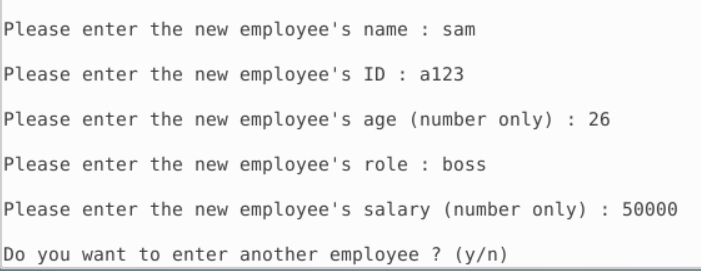 Please enter the new employee's name : sam
Please enter the new employee's ID : a123
Please enter the new employee's age (number only) : 26
Please enter the new employee's role : boss
Please enter the new employee's salary (number only) : 50000
Do you want to enter another employee ? (y/n)